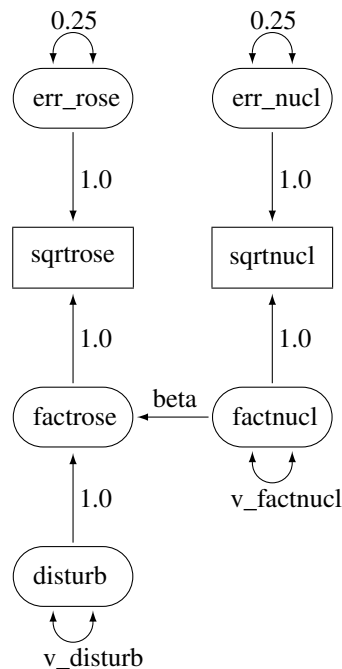 0.25 0.25
err_rose err_nucl
1.0 1.0
sqrtrose sqrtnucl
1.0 1.0
beta
factrose factnucl
v_factnucl
1.0
disturb
v_disturb